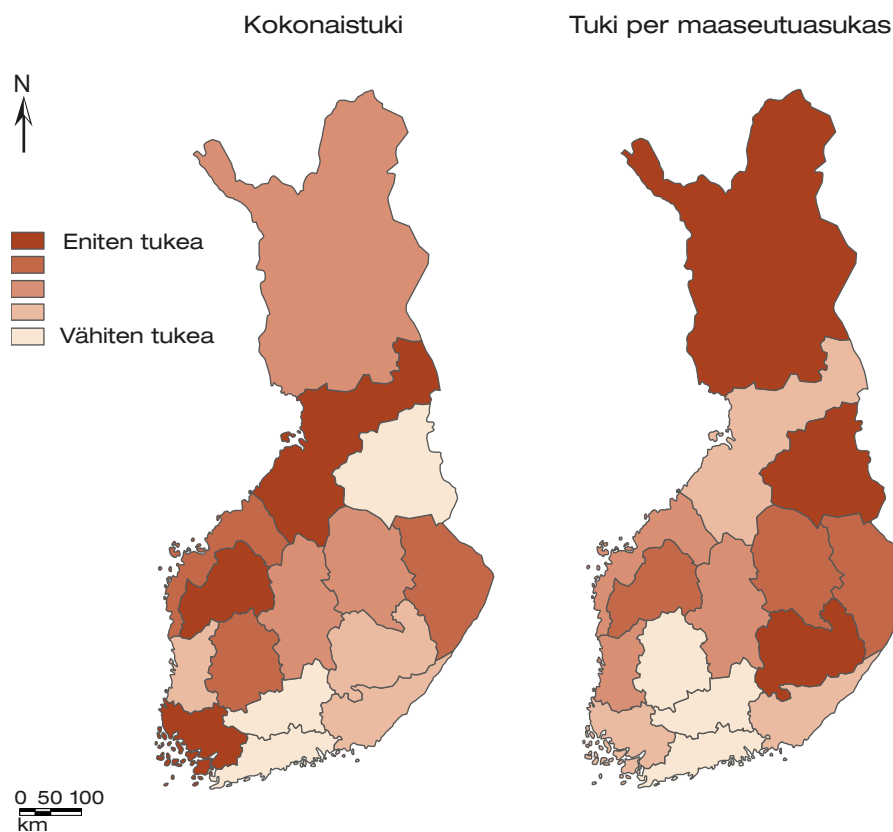 Kokonaistuki
Tuki per maaseutuasukas
N
Eniten tukea
Vähiten tukea
0 50 100
km